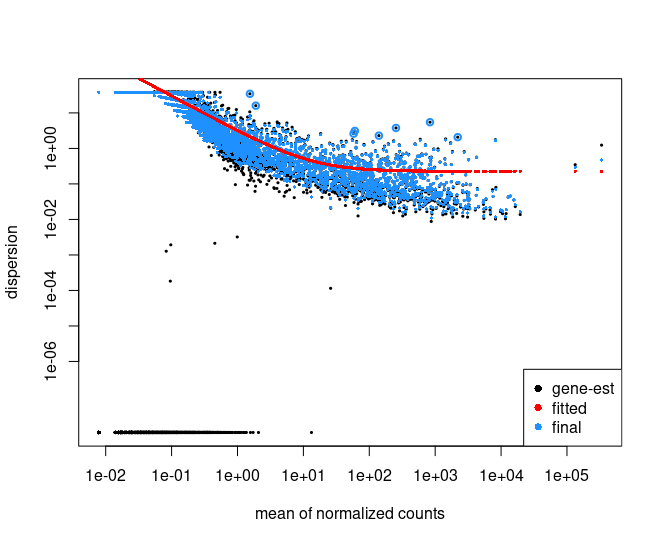 dispersion
1e+00
1e-02
1e-04
1e-06
gene-est
fitted
final
1e-02 1e-01 1e+00 1e+01 1e+02 1e+03 1e+04 1e+05
mean of normalized counts